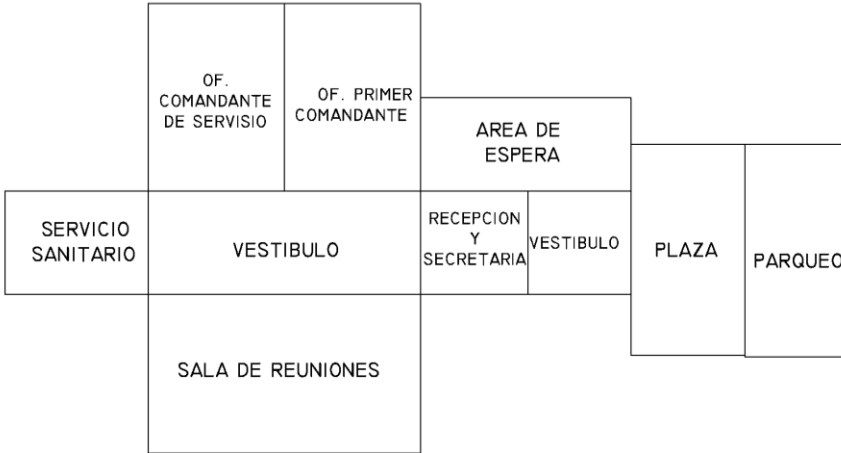 OF.
COMANDANTE
DE SERVISIO
OF. PRIMER
COMANDANTE
AREA DE
ESPERA
SERVICIO
SANITARIO
VESTIBULO
RECEPCION
Y
SECRETARIA
VESTIBULO
PLAZA
PARQUEO
SALA DE REUNIONES